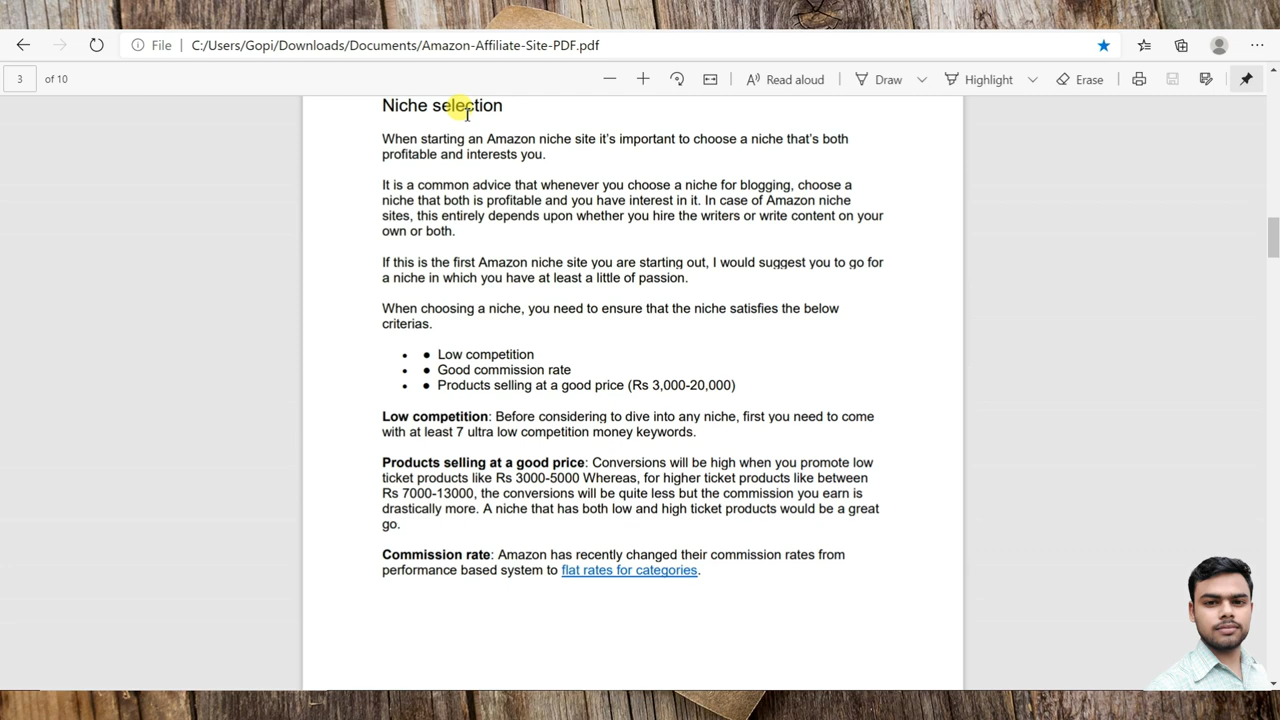 File | C:/Users/Gopi/Downloads/Documents/Amazon-Affiliate-Site-PDF.pdf
3 of 10 Read aloud Draw Highlight Erase
Niche selection
When starting an Amazon niche site it's important to choose a niche that's both
profitable and interests you.
It is a common advice that whenever you choose a niche for blogging, choose a
niche that both is profitable and you have interest in it. In case of Amazon niche
sites, this entirely depends upon whether you hire the writers or write content on your
own or both.
If this is the first Amazon niche site you are starting out, I would suggest you to go for
a niche in which you have at least a little of passion.
When choosing a niche, you need to ensure that the niche satisfies the below
criterias.
• ● Low competition
• ● Good commission rate
• ● Products selling at a good price (Rs 3,000-20,000)
Low competition: Before considering to dive into any niche, first you need to come
with at least 7 ultra low competition money keywords.
Products selling at a good price: Conversions will be high when you promote low
ticket products like Rs 3000-5000 Whereas, for higher ticket products like between
Rs 7000-13000, the conversions will be quite less but the commission you earn is
drastically more. A niche that has both low and high ticket products would be a great
go.
Commission rate: Amazon has recently changed their commission rates from
performance based system to flat rates for categories.